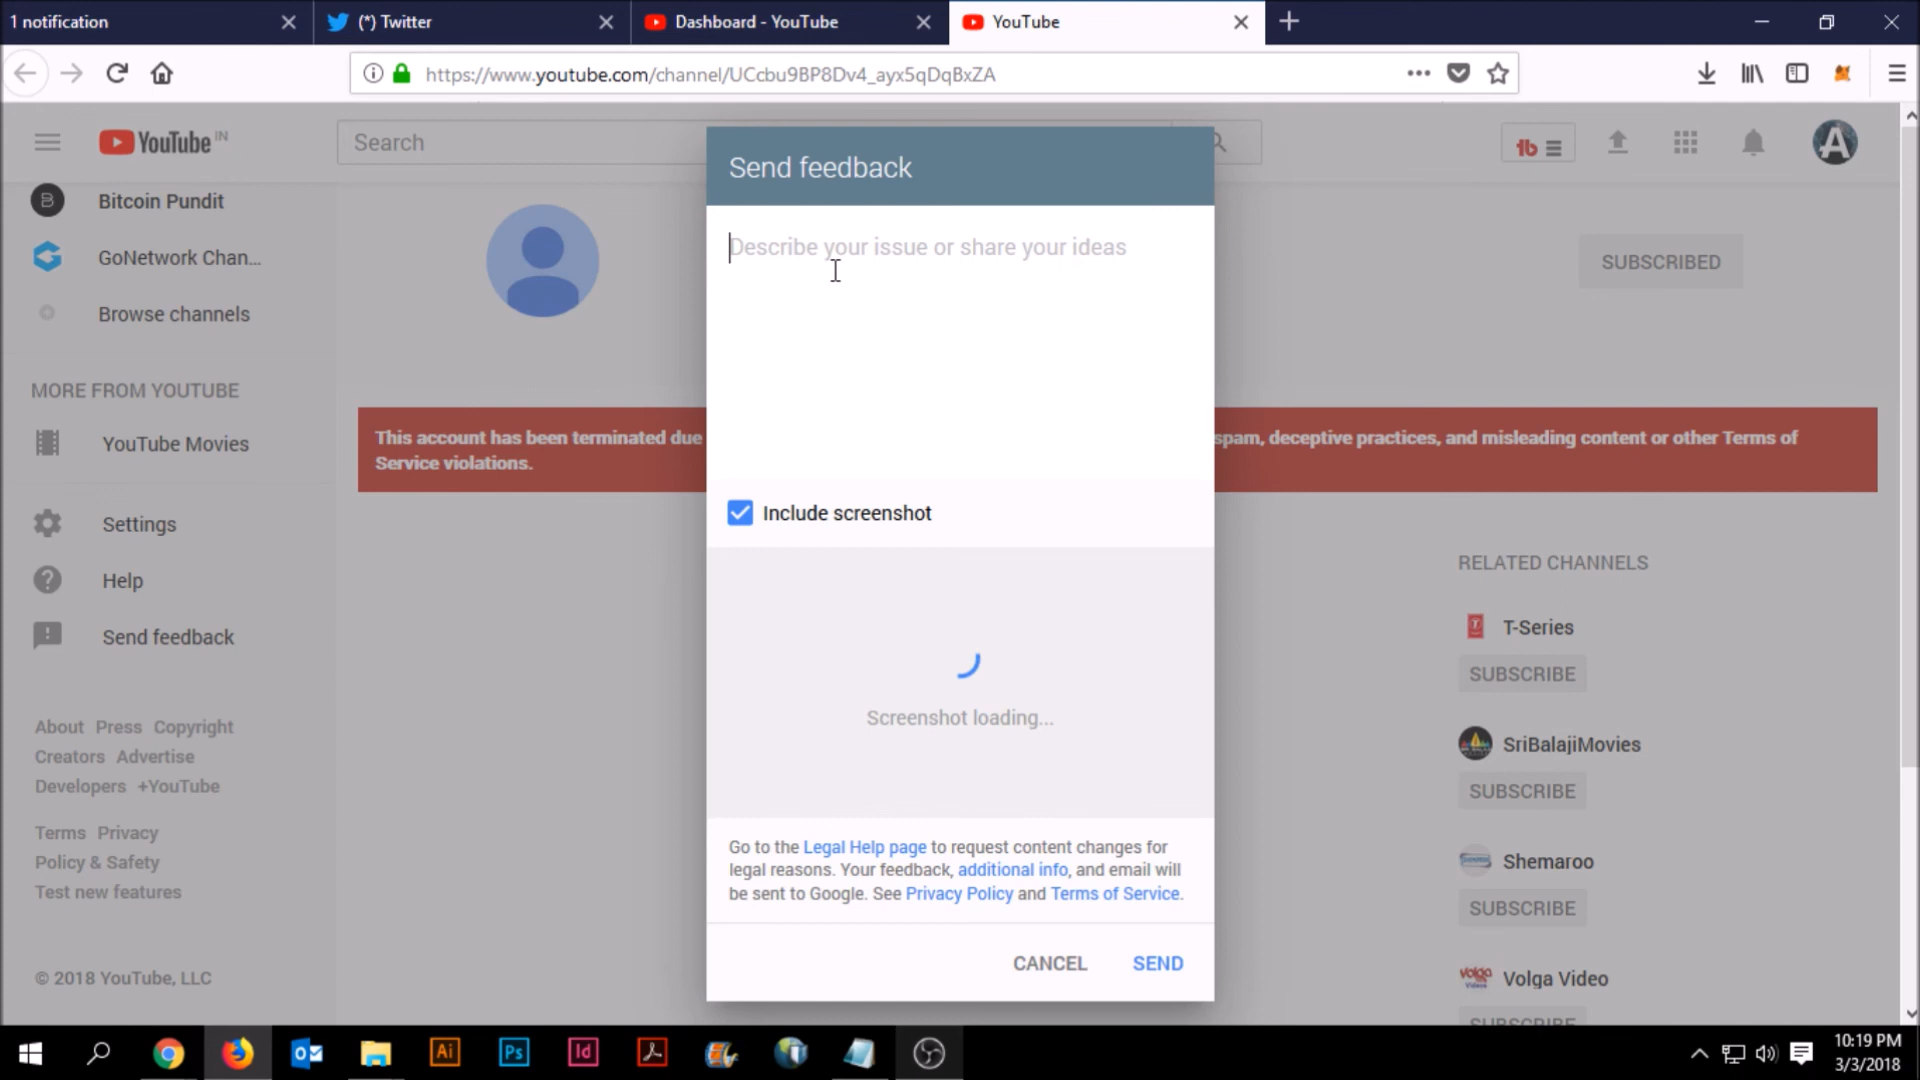 1 notification
(*) Twitter
Dashboard - YouTube
YouTube
https://www.youtube.com/channel/UCcbu9BP8Dv4_ayx5qDqBxZA
YouTube IN
Search
tb
A
Send feedback
Describe your issue or share your ideas
B
Bitcoin Pundit
GoNetwork Chan...
Browse channels
SUBSCRIBED
MORE FROM YOUTUBE
YouTube Movies
This account has been terminated due
spam, deceptive practices, and misleading content or other Terms of
Service violations.
Include screenshot
Settings
Help
Send feedback
Screenshot loading...
RELATED CHANNELS
T-Series
SUBSCRIBE
SriBalajiMovies
SUBSCRIBE
Shemaroo
SUBSCRIBE
Volga Video
SUBSCRIBE
About Press Copyright
Creators Advertise
Developers +YouTube
Terms Privacy
Policy & Safety
Test new features
© 2018 YouTube, LLC
Go to the Legal Help page to request content changes for
legal reasons. Your feedback, additional info, and email will
be sent to Google. See Privacy Policy and Terms of Service.
CANCEL
SEND
Ai
Ps
Id
10:19 PM
3/3/2018